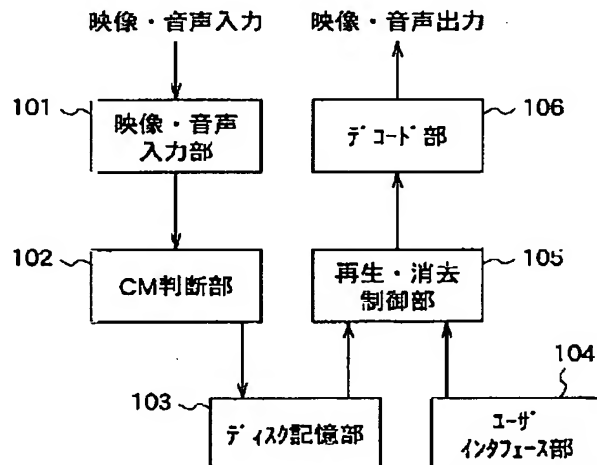 映像・音声入力
映像・音声出力
101
映像・音声
入力部
106
デコード部
102
CM判断部
105
再生・消去
制御部
103
ディスク記憶部
104
ユーザ
インタフェース部